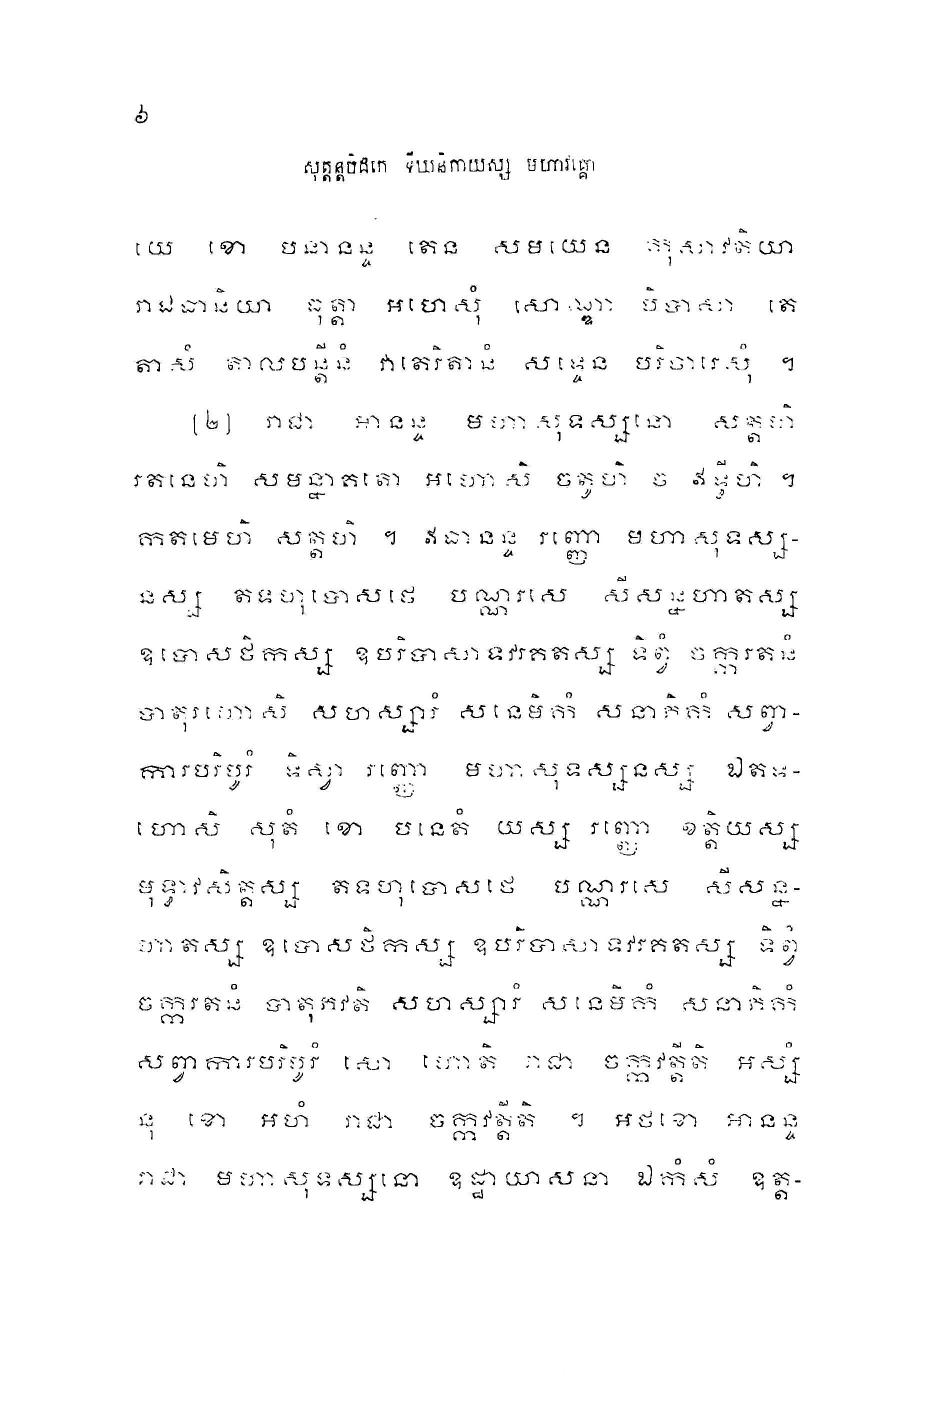 ៦
សុត្តន្តបិដកេ ទីឃនិកាយស្ស មហាវគ្គោ
យេ ខោ បនានន្ទ តេន សមយេន កុសាវតិយា
រាជធានិយា ធុត្តា អហេសុំ សោណ្ឌា បិបាសា តេ
តាសំ តាលបន្តីនំ វាតេរិតានំ សទ្ទេន បរិចារេសុំ ។
(២) រាជា អានន្ទ មហាសុទស្សនោ សត្តហិ
រតនេហិ សមន្នាគតោ អហោសិ ចតូហិ ច ឥទ្ធីហិ ។
កតមេហិ សត្តហិ ។ ឥធានន្ទ រញ្ញោ មហាសុទស្ស-
នស្ស តទហុបោសថេ បណ្ណរសេ សីសន្ហាតស្ស
ឧបោសថិកស្ស ឧបរិបាសាទវរគតស្ស ទិព្វំ ចក្ករតនំ
បាតុរហោសិ សហស្សារំ សនេមិកំ សនាភិកំ សព្វា-
ការបរិបូរំ ទិស្វា រញ្ញោ មហាសុទស្សនស្ស ឯតទ-
ហោសិ សុតំ ខោ បនេតំ យស្ស រញ្ញោ ខត្តិយស្ស
មុទ្ធាវសិត្តស្ស តទហុបោសថេ បណ្ណរសេ សីសន្ហ-
ាតស្ស ឧបោសថិកស្ស ឧបរិបាសាទវរគតស្ស ទិព្វំ
ចក្ករតនំ បាតុភវតិ សហស្សារំ សនេមិកំ សនាភិកំ
សព្វាការបរិបូរំ សោ ហោតិ រាជា ចក្កវត្តីតិ អស្សំ
នុ ខោ អហំ រាជា ចក្កវត្តីតិ ។ អថខោ អានន្ទ
រាជា មហាសុទស្សនោ ឧដ្ឋាយាសនា ឯកំសំ ឧត្ត-